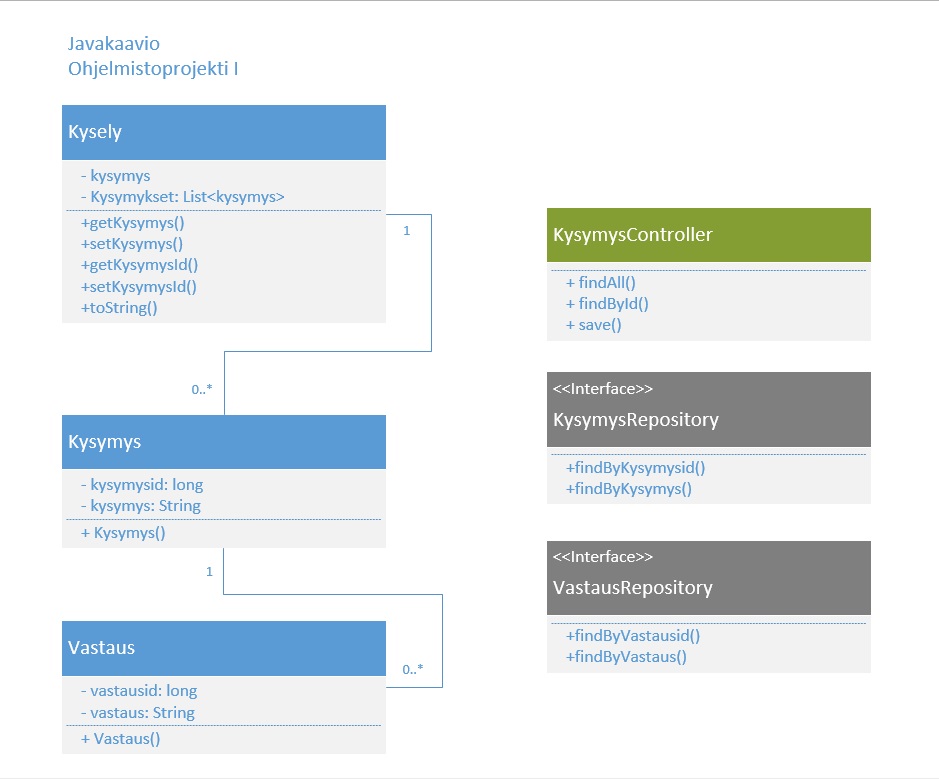 Javakaavio
Ohjelmistoprojekti I
Kysely
- kysymys
- Kysymykset: List<kysymys>
+getKysymys()
+setKysymys()
+getKysymysId()
+setKysymysId()
+toString()
1
0..*
Kysymys
- kysymysid: long
- kysymys: String
+ Kysymys()
1
0..*
Vastaus
- vastausid: long
- vastaus: String
+ Vastaus()
KysymysController
+ findAll()
+ findById()
+ save()
<<Interface>>
KysymysRepository
+findByKysymysid()
+findByKysymys()
<<Interface>>
VastausRepository
+findByVastausid()
+findByVastaus()